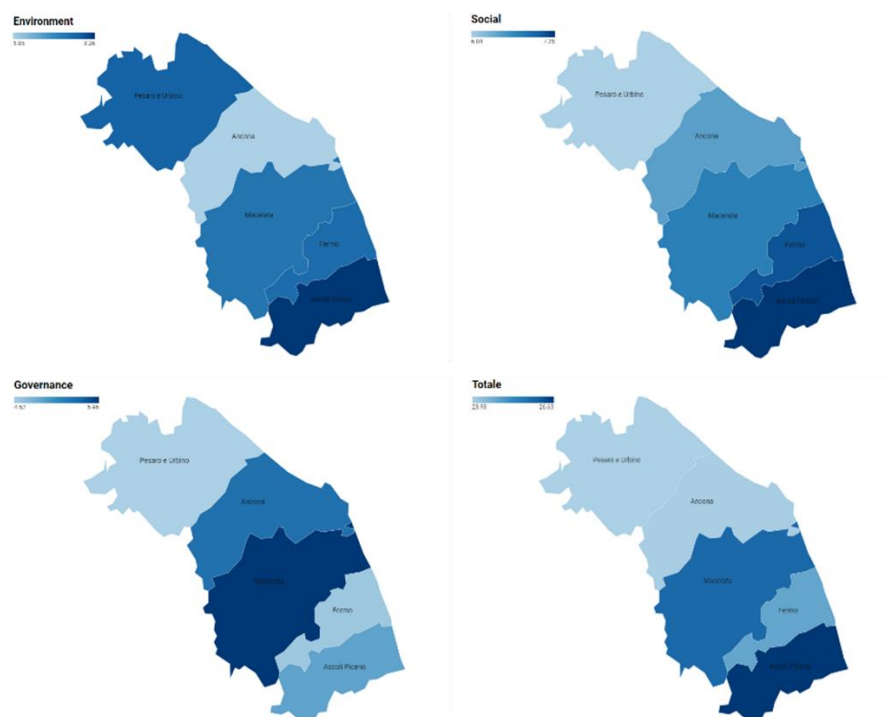 Environment
Pesaro e Urbino
Ancona
Macerata
Fermo
Ascoli Piceno
Social
Pesaro e Urbino
Ancona
Macerata
Fermo
Ascoli Piceno
Governance
Pesaro e Urbino
Ancona
Macerata
Fermo
Ascoli Piceno
Totale
Pesaro e Urbino
Ancona
Macerata
Fermo
Ascoli Piceno